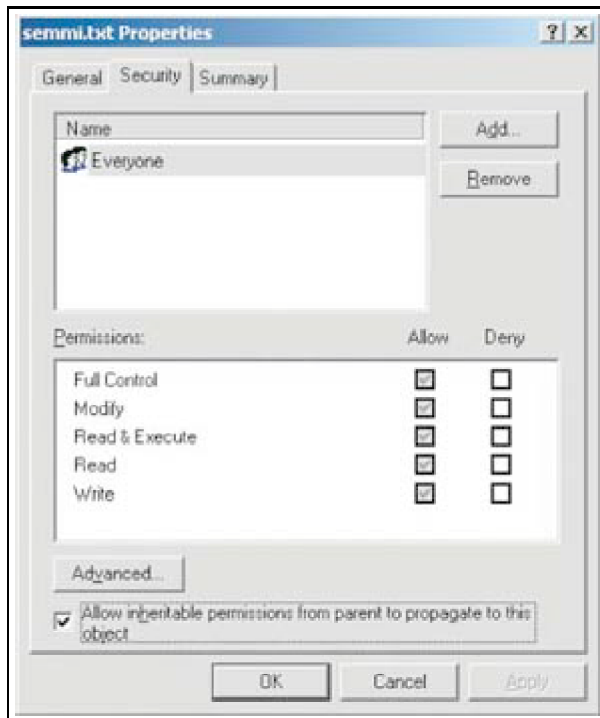 semmi.txt Properties
General Security Summary
Name
Add...
Everyone
Remove
Permissions: Allow Deny
Full Control
Modify
Read & Execute
Read
Write
Advanced...
Allow inheritable permissions from parent to propagate to this
object
OK Cancel Apply